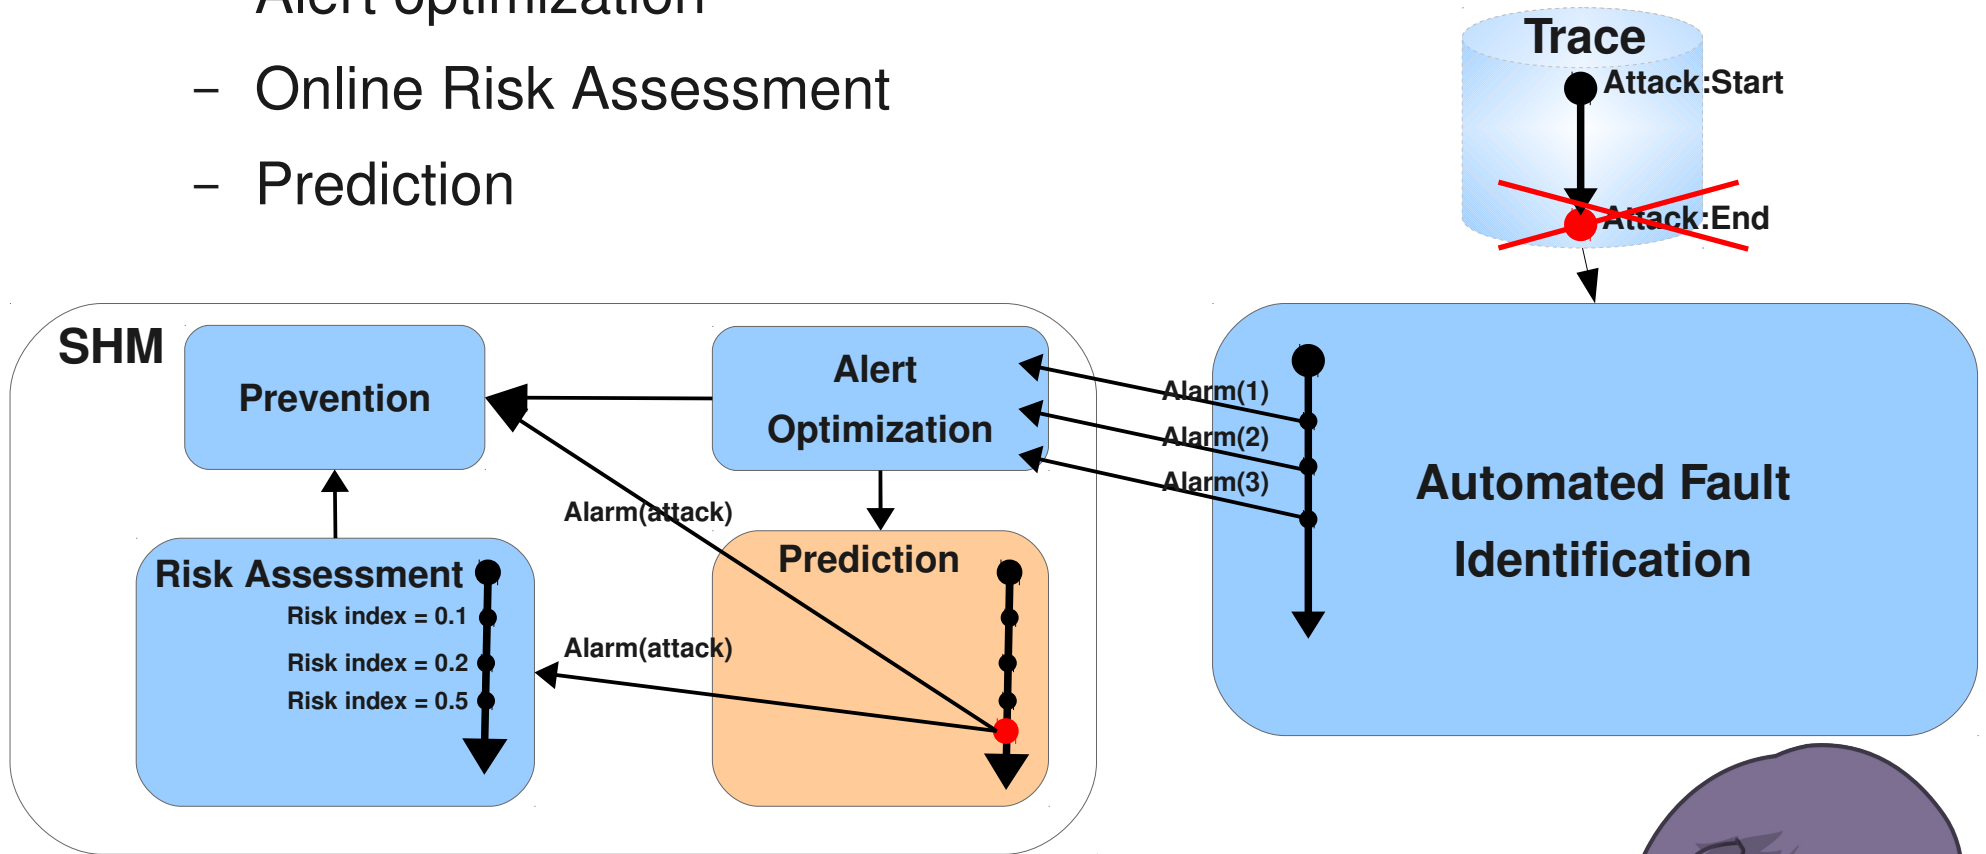 Alert optimization
– Online Risk Assessment
– Prediction
Trace
Attack:Start
Attack:End
SHM
Prevention
Alert
Optimization
Alarm(1)
Alarm(2)
Alarm(3)
Automated Fault
Identification
Alarm(attack)
Prediction
Risk Assessment
Risk index = 0.1
Risk index = 0.2
Risk index = 0.5
Alarm(attack)